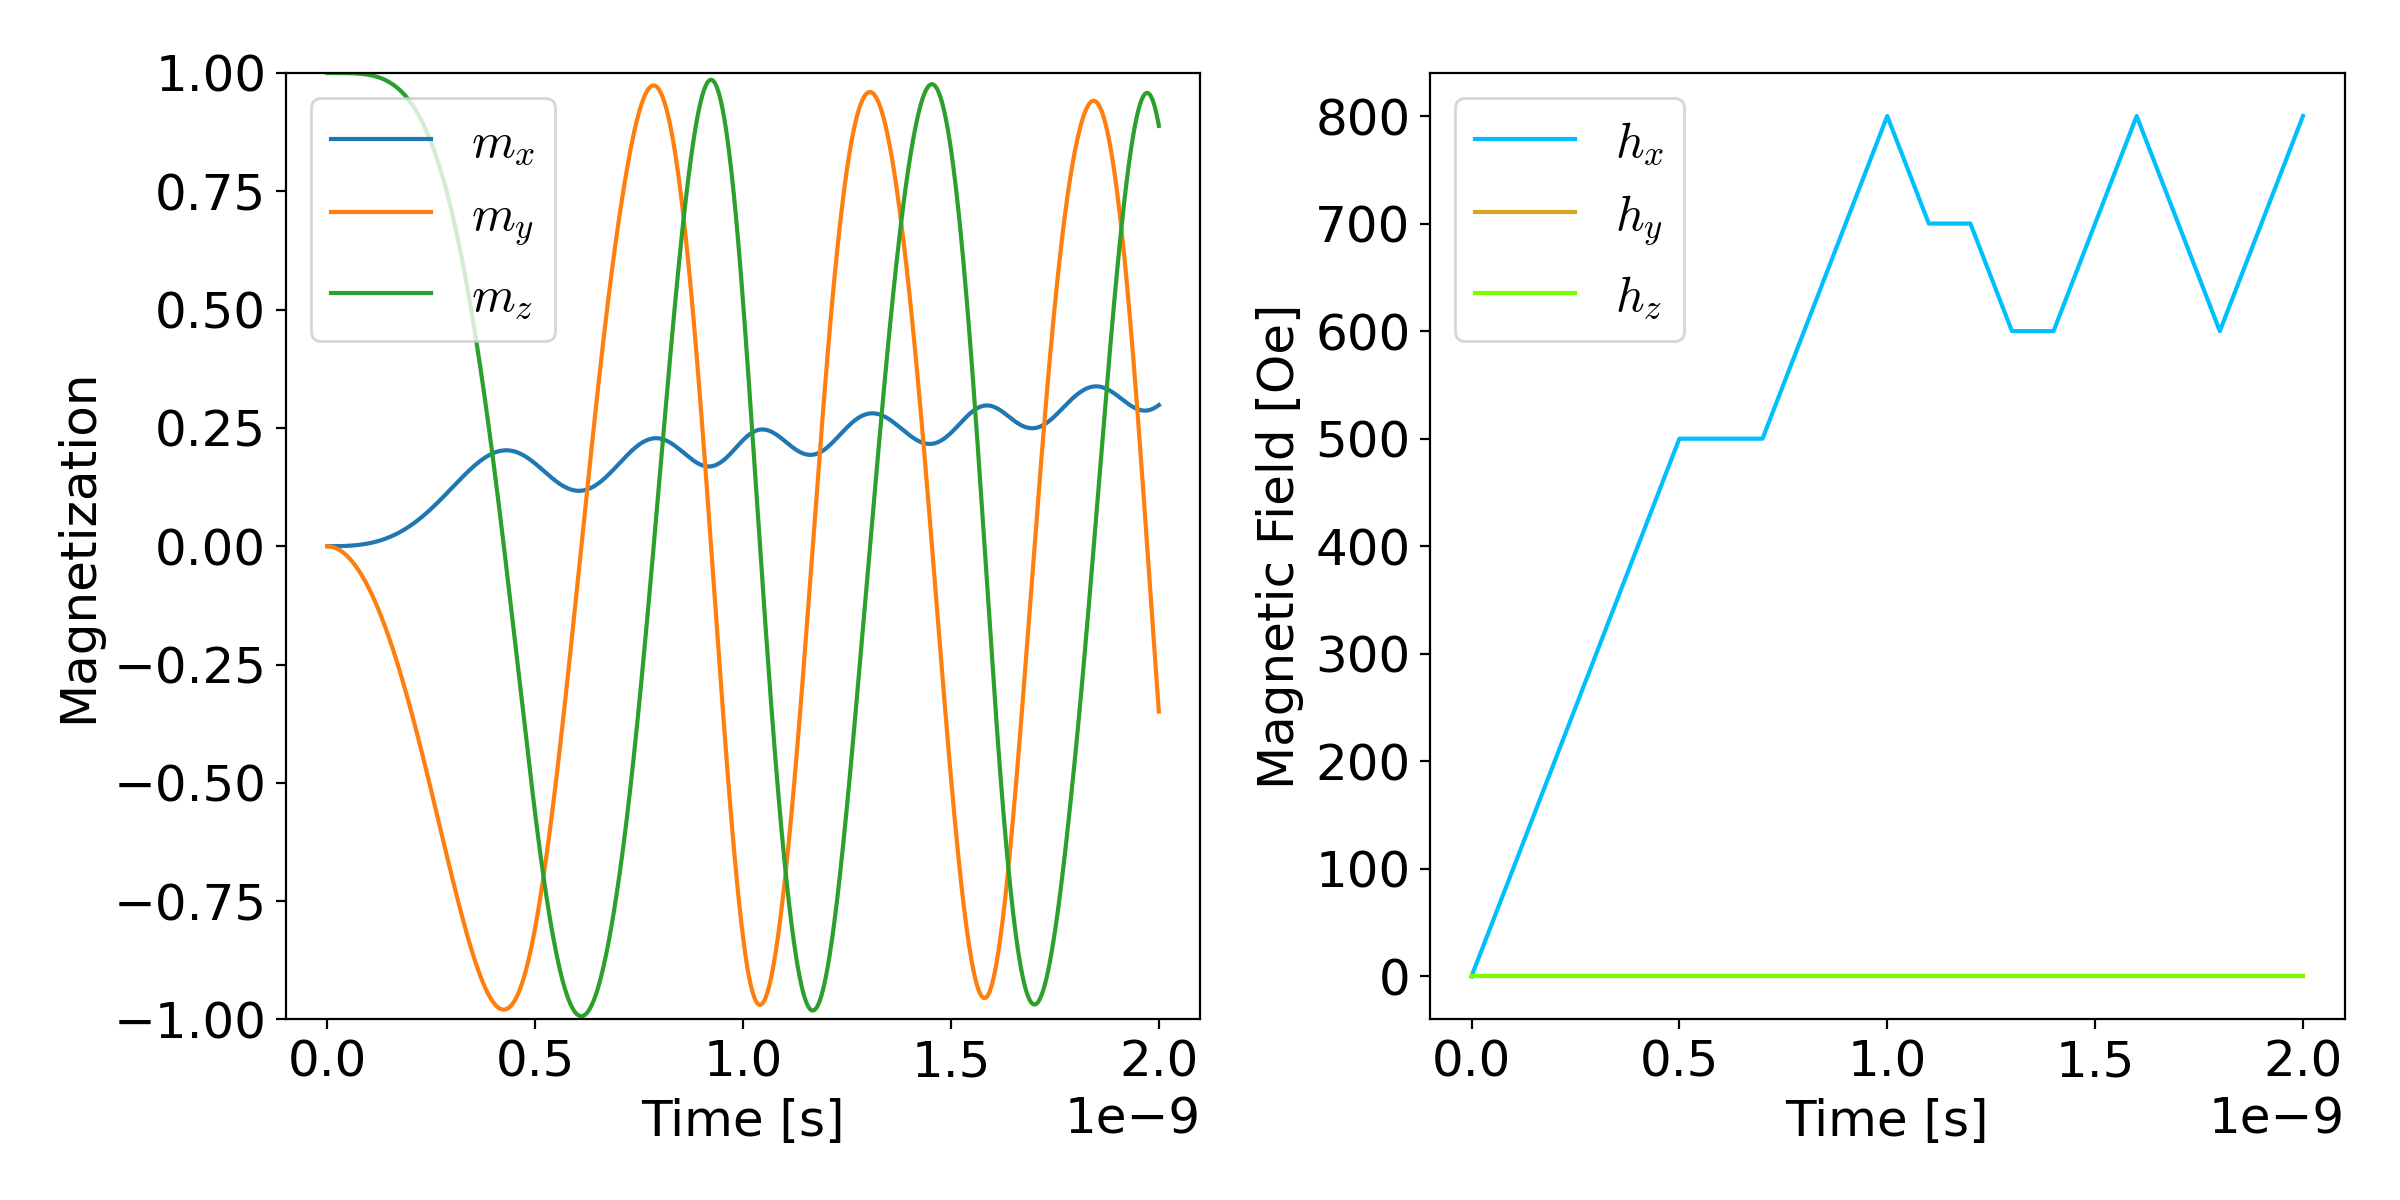 1.00
0.75
0.50
0.25
0.00
−0.25
−0.50
−0.75
−1.00
Magnetization
m_x
m_y
m_z
0.0 0.5 1.0 1.5 2.0
Time [s]
1e−9
800
700
600
500
400
300
200
100
0
Magnetic Field [Oe]
h_x
h_y
h_z
0.0 0.5 1.0 1.5 2.0
Time [s]
1e−9